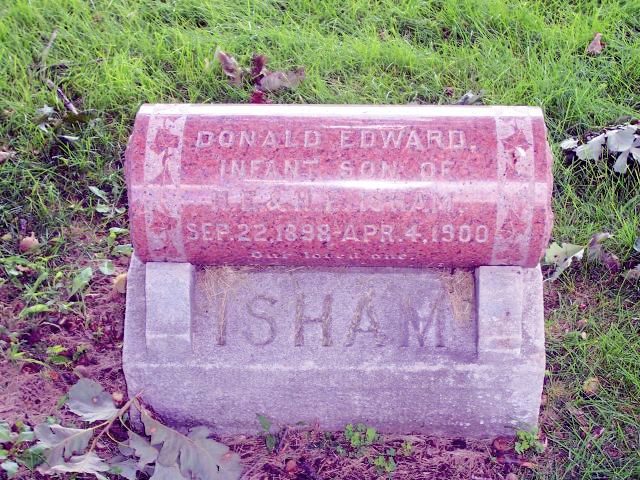 DONALD EDWARD,
INFANT SON OF
& ISHAM.
SEP. 22, 1898-APR. 4, 1900
Our loved one.
ISHAM